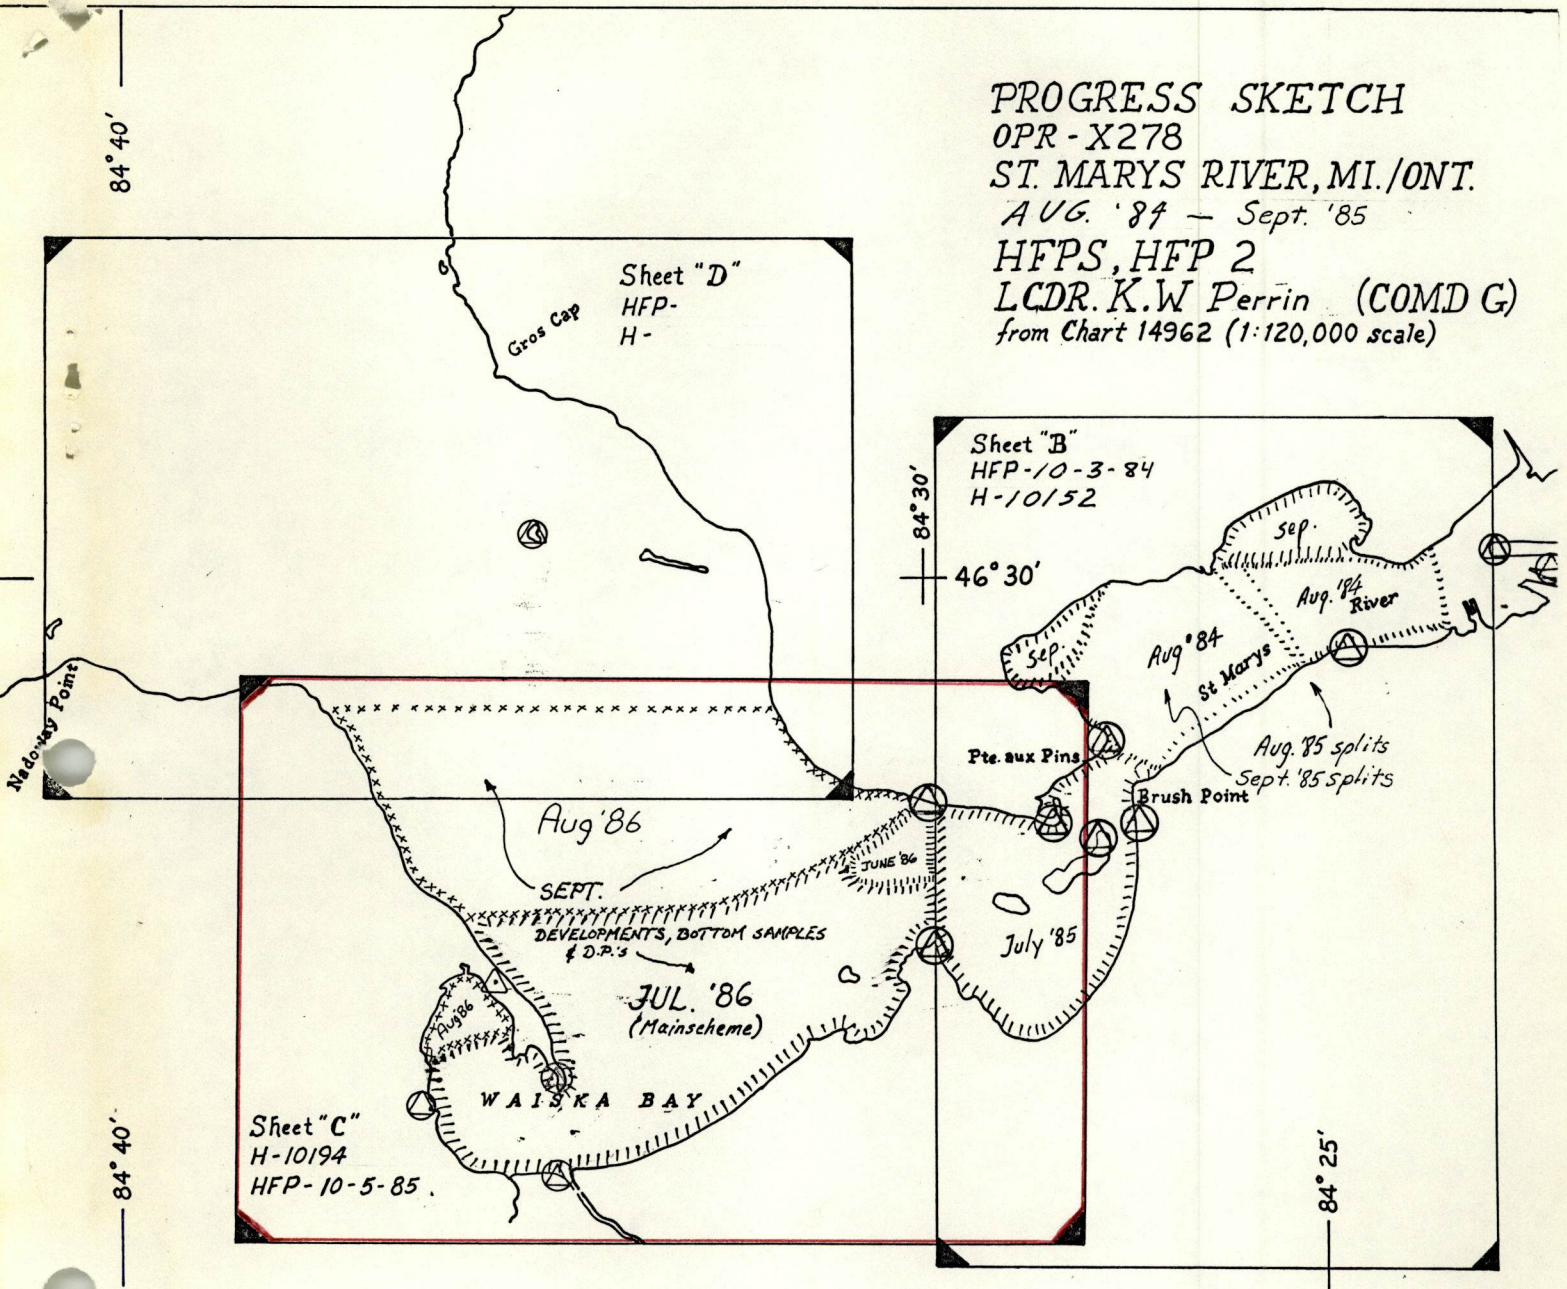 PROGRESS SKETCH
OPR - X278
ST. MARYS RIVER, MI./ONT.
AUG. '84 — Sept. '85
HFPS, HFP 2
LCDR. K.W Perrin (COMD G)
from Chart 14962 (1:120,000 scale)
84° 40'
Sheet "D"
HFP-
H-
Gros Cap
Sheet "B"
HFP-10-3-84
H-10152
84° 30'
46° 30'
Sep.
Aug. '84
River
Sep.
Aug '84
St Marys
Nadoway Point
Pte. aux Pins
Aug. '85 splits
Sept. '85 splits
Brush Point
Aug '86
JUNE '86
SEPT.
DEVELOPMENTS, BOTTOM SAMPLES
& D.P.'s
July '85
JUL. '86
(Mainscheme)
Aug '86
WAISKA BAY
Sheet "C"
H-10194
HFP-10-5-85.
84° 40'
84° 25'